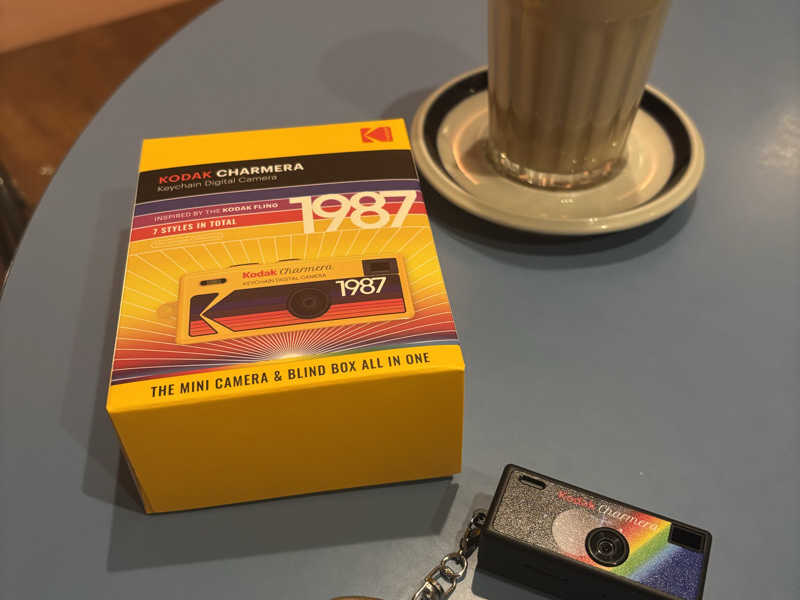 KODAK CHARMERA
Keychain Digital Camera
INSPIRED BY THE KODAK FLING
7 STYLES IN TOTAL
1987
Kodak Charmera
KEYCHAIN DIGITAL CAMERA
1987
THE MINI CAMERA & BLIND BOX ALL IN ONE
Kodak Charmera